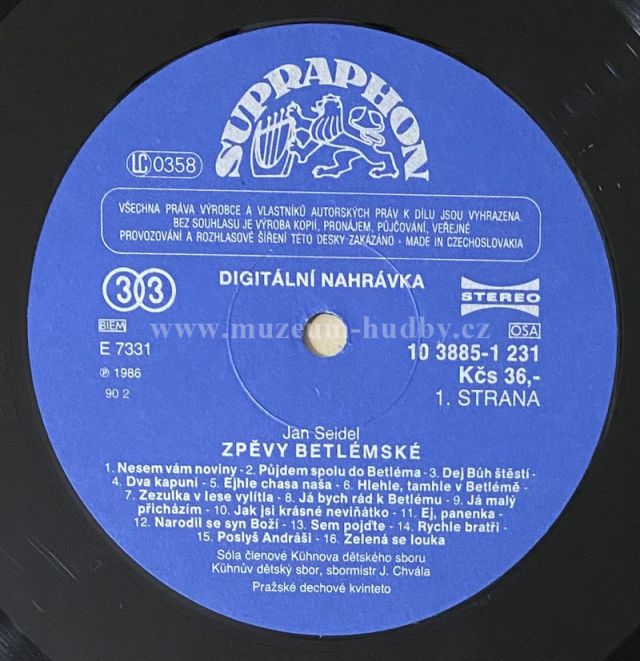 SUPRAPHON
LC 0358
VŠECHNA PRÁVA VÝROBCE A VLASTNÍKŮ AUTORSKÝCH PRÁV K DÍLU JSOU VYHRAZENA.
BEZ SOUHLASU JE VÝROBA KOPIÍ, PRONÁJEM, PŮJČOVÁNÍ, VEŘEJNÉ
PROVOZOVÁNÍ A ROZHLASOVÉ ŠÍŘENÍ TÉTO DESKY ZAKÁZÁNO · MADE IN CZECHOSLOVAKIA
DIGITÁLNÍ NAHRÁVKA
33
STEREO
BIEM
www.muzeum-hudby.cz
OSA
E 7331
10 3885-1 231
℗ 1986
Kčs 36,-
90 2
1. STRANA
Jan Seidel
ZPĚVY BETLÉMSKÉ
1. Nesem vám noviny - 2. Půjdem spolu do Betléma - 3. Dej Bůh štěstí -
4. Dva kapuni - 5. Ejhle chasa naša - 6. Hlehle, tamhle v Betlémě -
7. Zezulka v lese vylítla - 8. Já bych rád k Betlému - 9. Já malý
přicházím - 10. Jak jsi krásné neviňátko - 11. Ej, panenka -
12. Narodil se syn Boží - 13. Sem pojďte - 14. Rychle bratři -
15. Poslyš Andráši - 16. Zelená se louka
Sóla členové Kühnova dětského sboru
Kühnův dětský sbor, sbormistr J. Chvála
Pražské dechové kvinteto